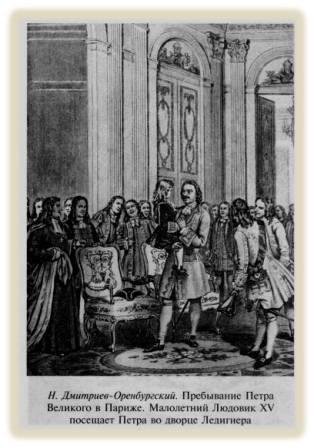 Н. Дмитриев-Оренбургский. Пребывание Петра
Великого в Париже. Малолетний Людовик XV
посещает Петра во дворце Ледигиера